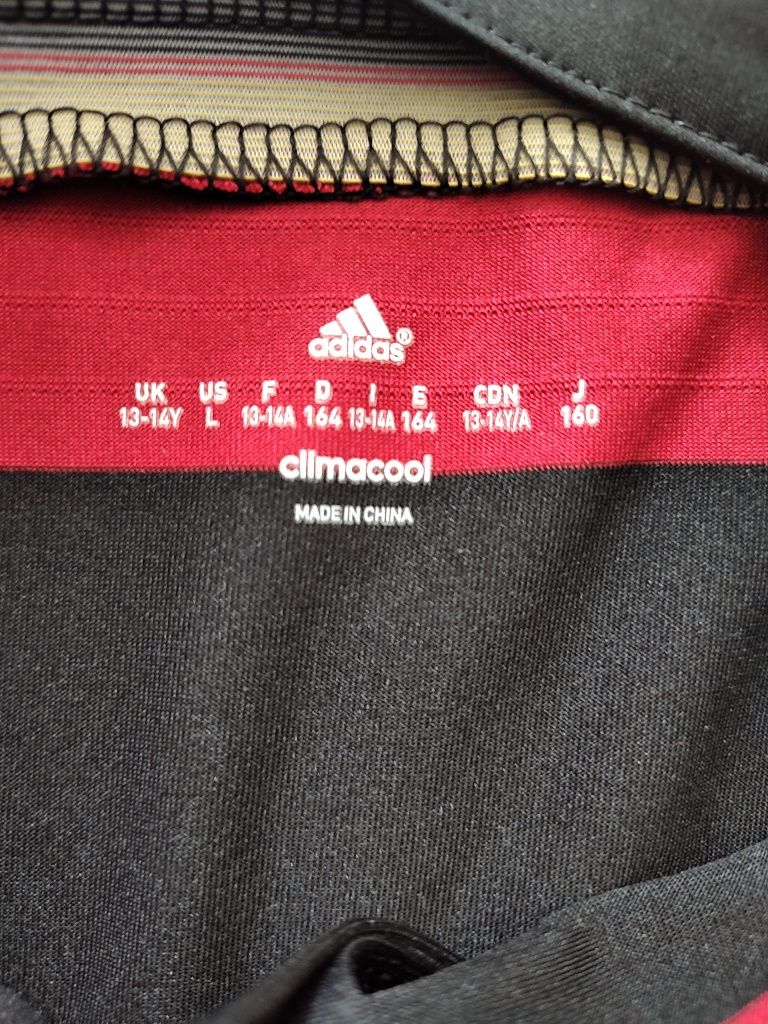 adidas®
UK US F D I E CDN J
13-14Y L 13-14A 164 13-14A 164 13-14Y/A 160
climacool
MADE IN CHINA